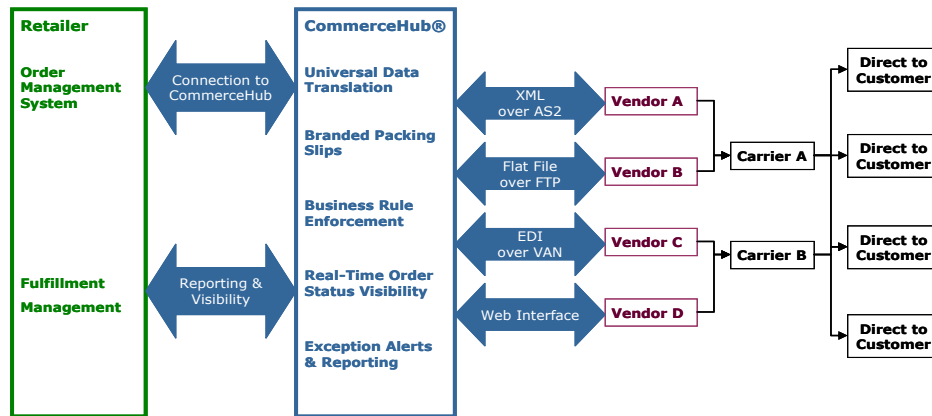 Retailer
Order
Management
System
Fulfillment
Management
Connection to
CommerceHub
Reporting &
Visibility
CommerceHub®
Universal Data
Translation
Branded Packing
Slips
Business Rule
Enforcement
Real-Time Order
Status Visibility
Exception Alerts
& Reporting
XML
over AS2
Flat File
over FTP
EDI
over VAN
Web Interface
Vendor A
Vendor B
Vendor C
Vendor D
Carrier A
Carrier B
Direct to
Customer
Direct to
Customer
Direct to
Customer
Direct to
Customer